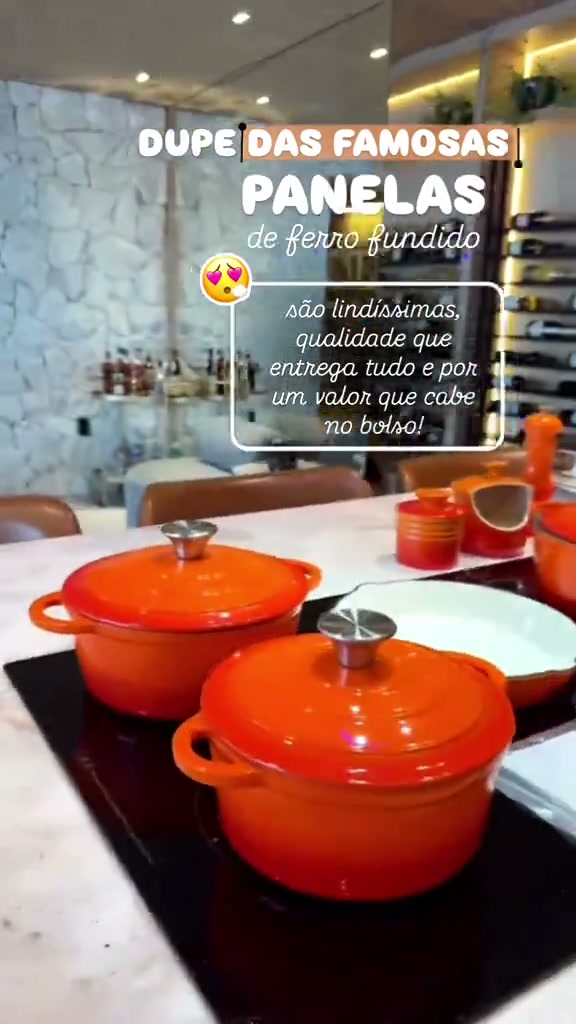 DUPE DAS FAMOSAS
PANELAS
de ferro fundido
são lindíssimas,
qualidade que
entrega tudo e por
um valor que cabe
no bolso!